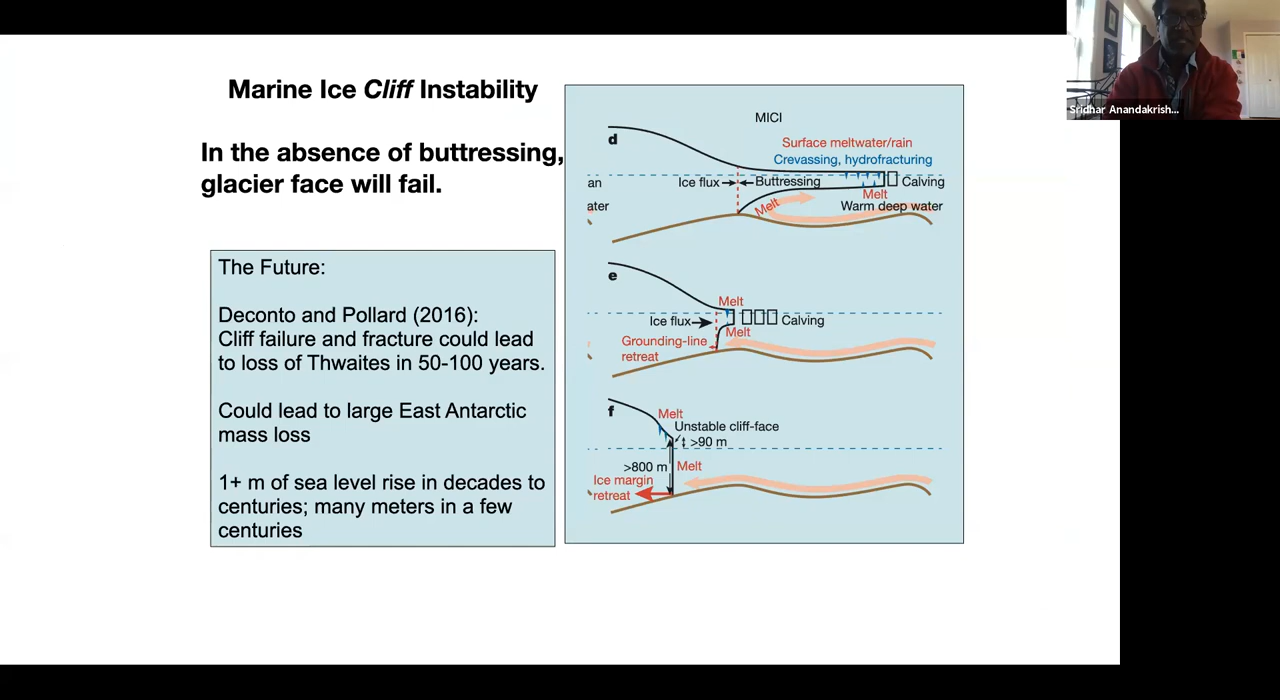 Marine Ice Cliff Instability
In the absence of buttressing,
glacier face will fail.
The Future:
Deconto and Pollard (2016):
Cliff failure and fracture could lead
to loss of Thwaites in 50-100 years.
Could lead to large East Antarctic
mass loss
1+ m of sea level rise in decades to
centuries; many meters in a few
centuries
MICI
d
Surface meltwater/rain
Crevassing, hydrofracturing
an
Ice flux
Buttressing
Calving
Melt
ater
Melt
Warm deep water
e
Melt
Ice flux
Calving
Melt
Grounding-line
retreat
f
Melt
Unstable cliff-face
>90 m
>800 m
Melt
Ice margin
retreat
Sridhar Anandakrish...